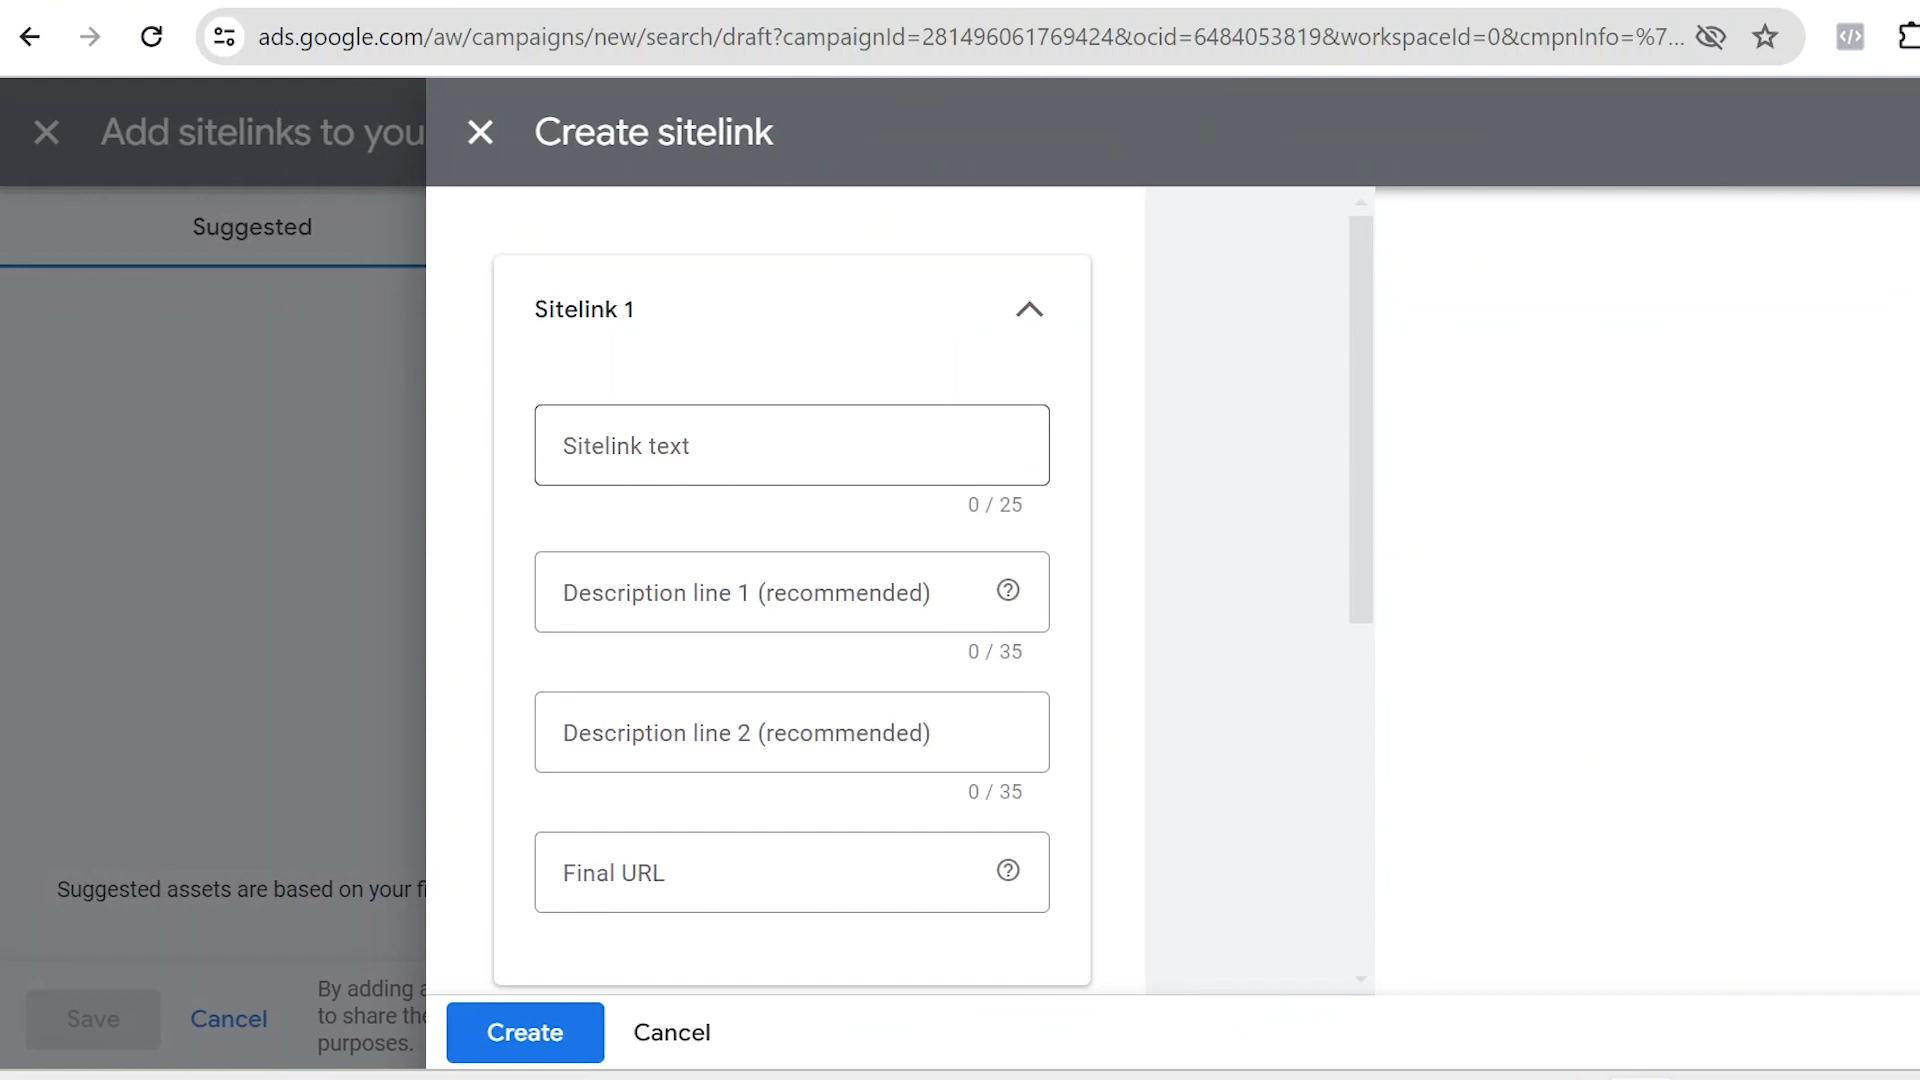 ads.google.com/aw/campaigns/new/search/draft?campaignId=281496061769424&ocid=6484053819&workspaceId=0&cmpnInfo=%7...
Add sitelinks to you
Create sitelink
Suggested
Sitelink 1
Sitelink text
0 / 25
Description line 1 (recommended)
0 / 35
Description line 2 (recommended)
0 / 35
Final URL
Suggested assets are based on your fi
Save
Cancel
By adding a
to share the
purposes.
Create
Cancel